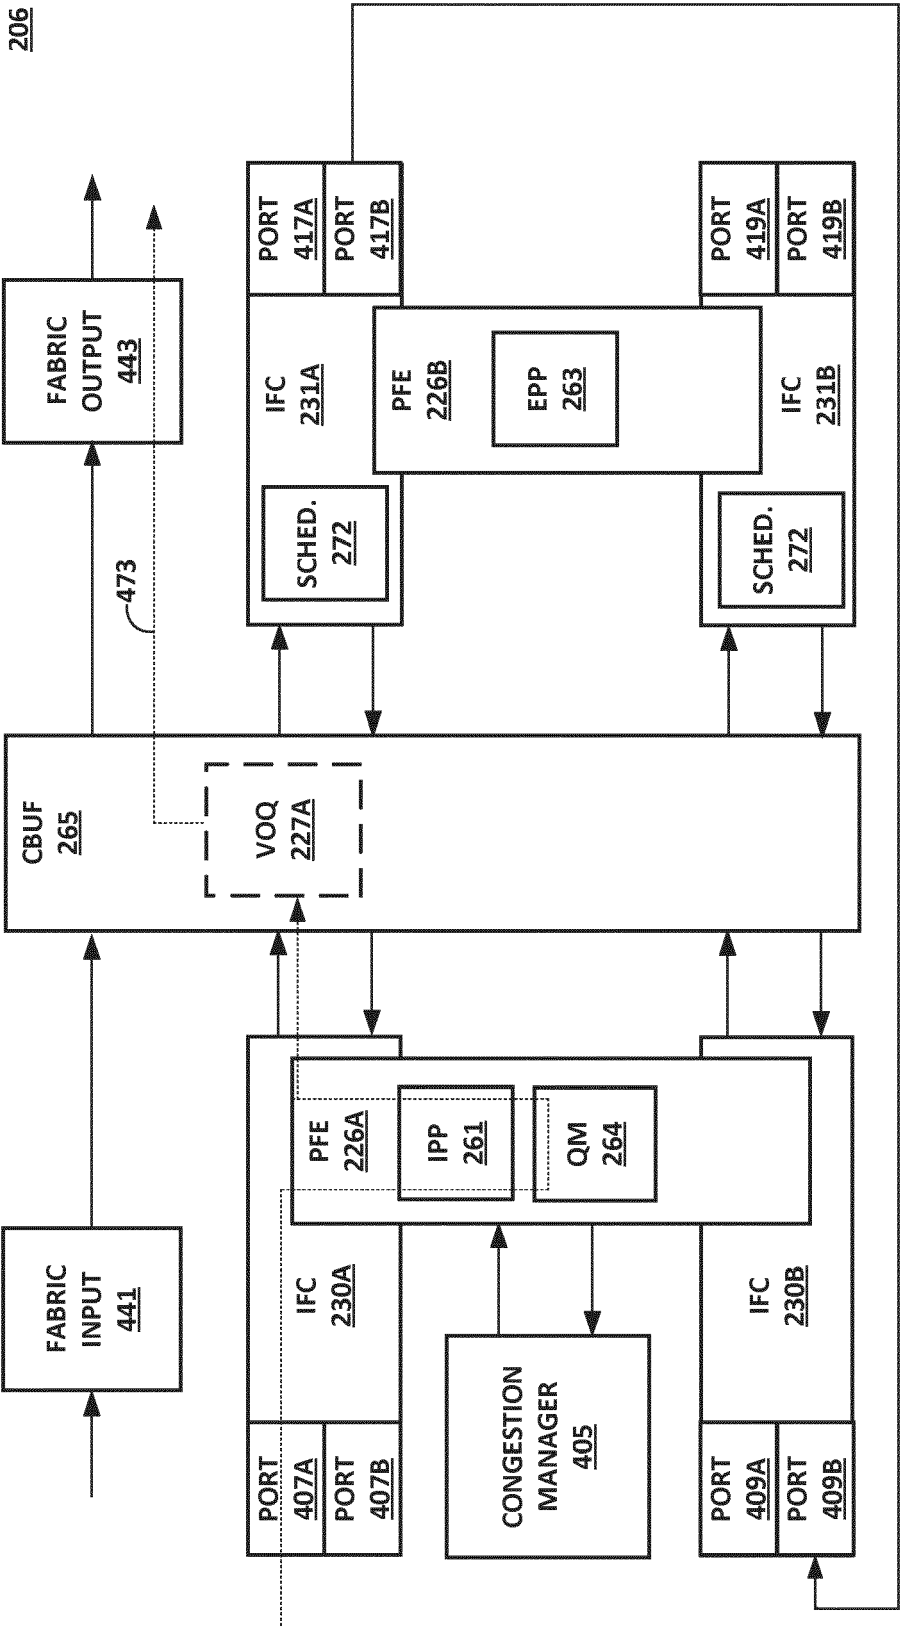 206
FABRIC
INPUT
441
CBUF
265
FABRIC
OUTPUT
443
473
PORT
407A
PORT
407B
IFC
230A
PFE
226A
IPP
261
QM
264
VOQ
227A
SCHED.
272
IFC
231A
PORT
417A
PORT
417B
PFE
226B
EPP
263
CONGESTION
MANAGER
405
PORT
409A
PORT
409B
IFC
230B
SCHED.
272
IFC
231B
PORT
419A
PORT
419B